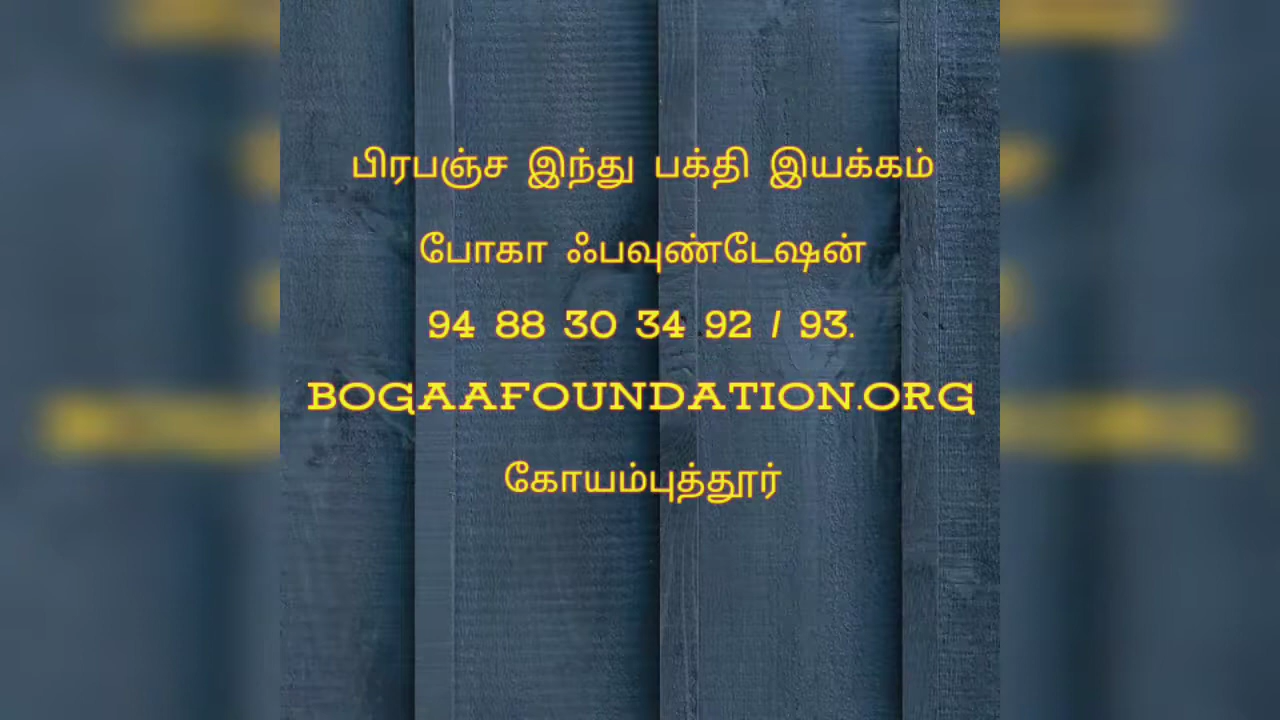 பிரபஞ்ச இந்து பக்தி இயக்கம்
போகா ஃபவுண்டேஷன்
94 88 30 34 92 / 93.
BOGAAFOUNDATION.ORG
கோயம்புத்தூர்